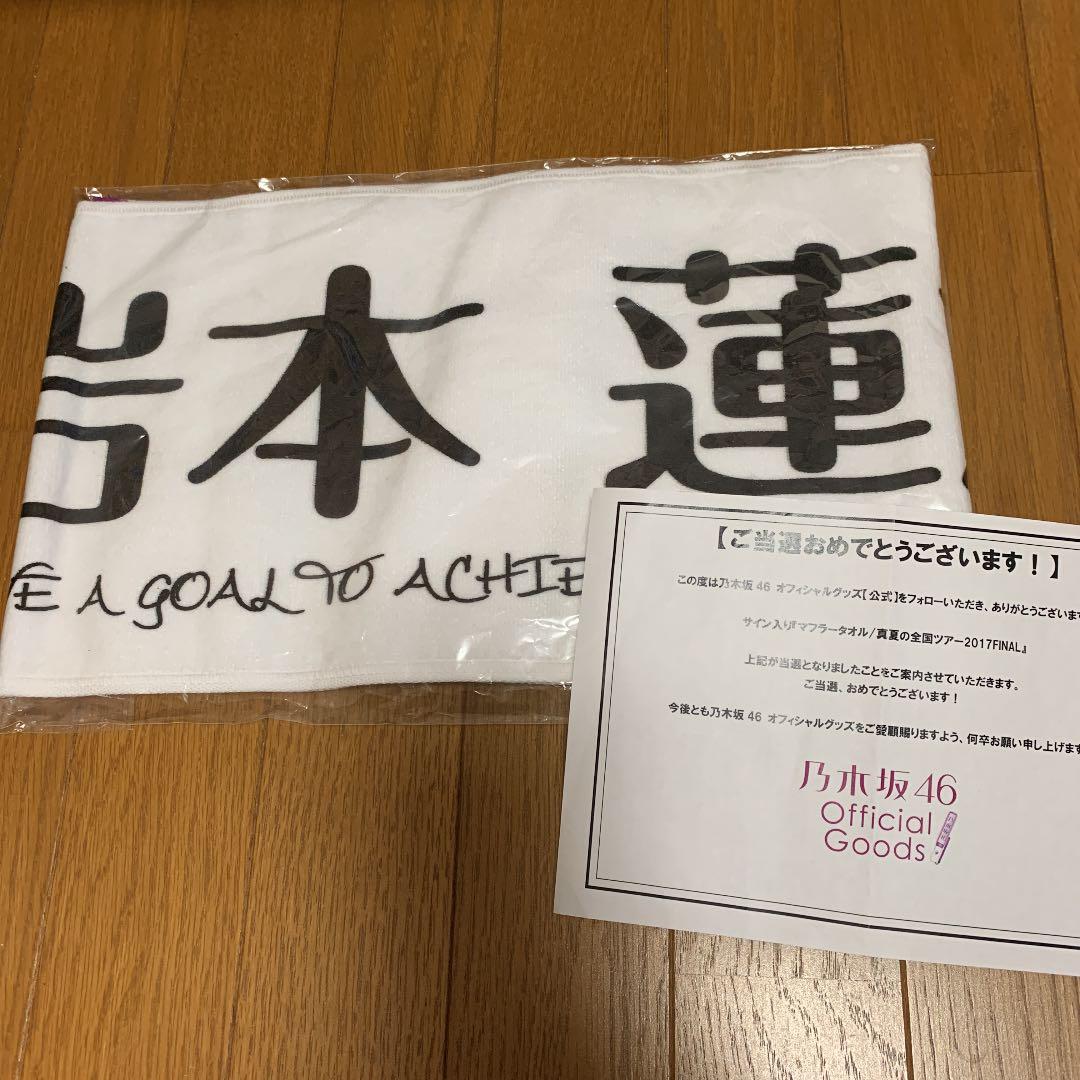 岩本 蓮
E A GOAL TO ACHIE
【ご当選おめでとうございます!】
この度は乃木坂46 オフィシャルグッズ【公式】をフォローいただき、ありがとうございます
サイン入り『マフラータオル/真夏の全国ツアー2017FINAL』
上記が当選となりましたことをご案内させていただきます。
ご当選、おめでとうございます!
今後とも乃木坂46 オフィシャルグッズをご愛顧賜りますよう、何卒お願い申し上げます
乃木坂46
Official
Goods